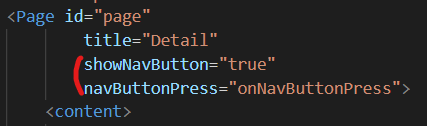 <Page id="page"
title="Detail"
showNavButton="true"
navButtonPress="onNavButtonPress">
<content>